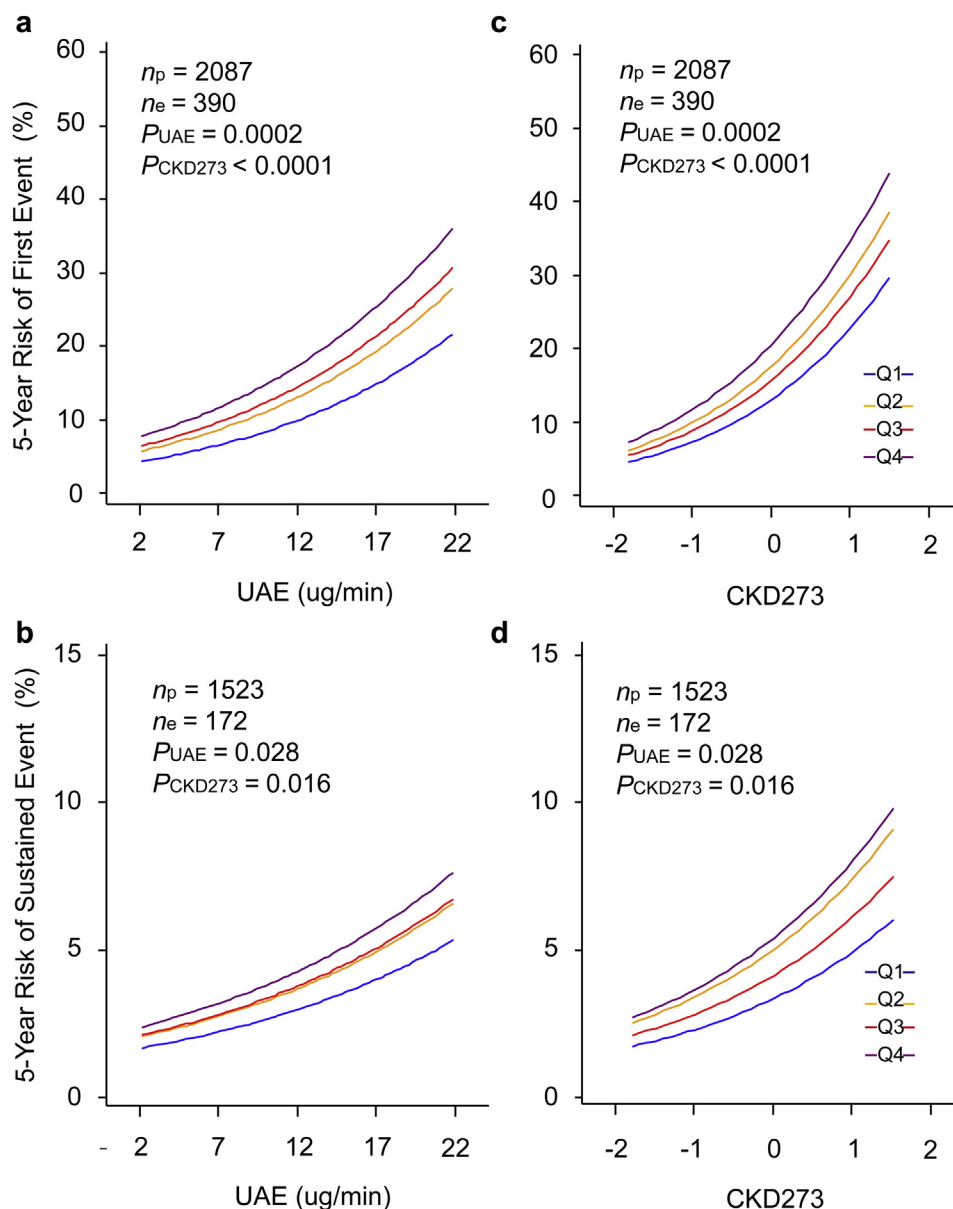 a
60
50
40
30
20
10
0
5-Year Risk of First Event (%)
np = 2087
ne = 390
PUAE = 0.0002
PCKD273 < 0.0001
2 7 12 17 22
UAE (ug/min)
c
60
50
40
30
20
10
0
np = 2087
ne = 390
PUAE = 0.0002
PCKD273 < 0.0001
Q1
Q2
Q3
Q4
-2 -1 0 1 2
CKD273
b
15
10
5
0
5-Year Risk of Sustained Event (%)
np = 1523
ne = 172
PUAE = 0.028
PCKD273 = 0.016
- 2 7 12 17 22
UAE (ug/min)
d
15
10
5
0
np = 1523
ne = 172
PUAE = 0.028
PCKD273 = 0.016
Q1
Q2
Q3
Q4
-2 -1 0 1 2
CKD273